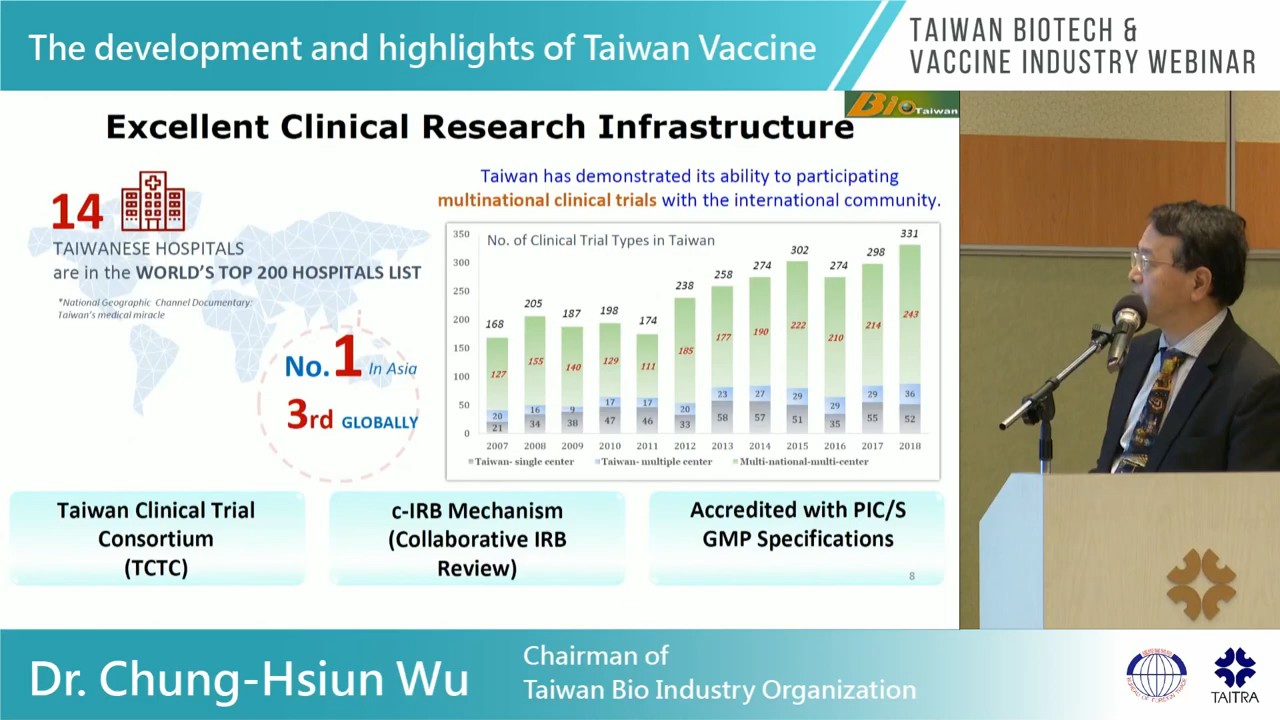 The development and highlights of Taiwan Vaccine
TAIWAN BIOTECH &
VACCINE INDUSTRY WEBINAR
Bio Taiwan
Excellent Clinical Research Infrastructure
14
TAIWANESE HOSPITALS
are in the WORLD'S TOP 200 HOSPITALS LIST
*National Geographic Channel Documentary:
Taiwan's medical miracle
No.1 In Asia
3rd GLOBALLY
Taiwan has demonstrated its ability to participating
multinational clinical trials with the international community.
No. of Clinical Trial Types in Taiwan
350
300
250
200
150
100
50
0
168 205 187 198 174 238 258 274 302 274 298 331
127 155 140 129 111 185 177 190 222 210 214 243
20 16 9 17 17 20 23 27 29 29 29 36
21 34 38 47 46 33 58 57 51 35 55 52
2007 2008 2009 2010 2011 2012 2013 2014 2015 2016 2017 2018
Taiwan- single center Taiwan- multiple center Multi-national-multi-center
Taiwan Clinical Trial
Consortium
(TCTC)
c-IRB Mechanism
(Collaborative IRB
Review)
Accredited with PIC/S
GMP Specifications
8
Dr. Chung-Hsiun Wu
Chairman of
Taiwan Bio Industry Organization
BUREAU OF FOREIGN TRADE
TAITRA